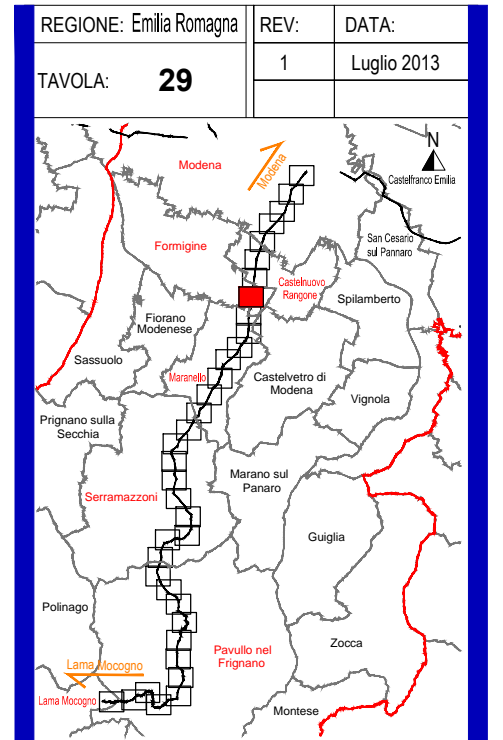 REGIONE: Emilia Romagna
REV:
DATA:
TAVOLA: 29
1
Luglio 2013
N
Modena
Modena
Castelfranco Emilia
San Cesario
sul Pannaro
Formigine
Castelnuovo
Rangone
Spilamberto
Fiorano
Modenese
Sassuolo
Maranello
Castelvetro di
Modena
Vignola
Prignano sulla
Secchia
Marano sul
Panaro
Serramazzoni
Guiglia
Polinago
Zocca
Pavullo nel
Frignano
Lama Mocogno
Lama Mocogno
Montese